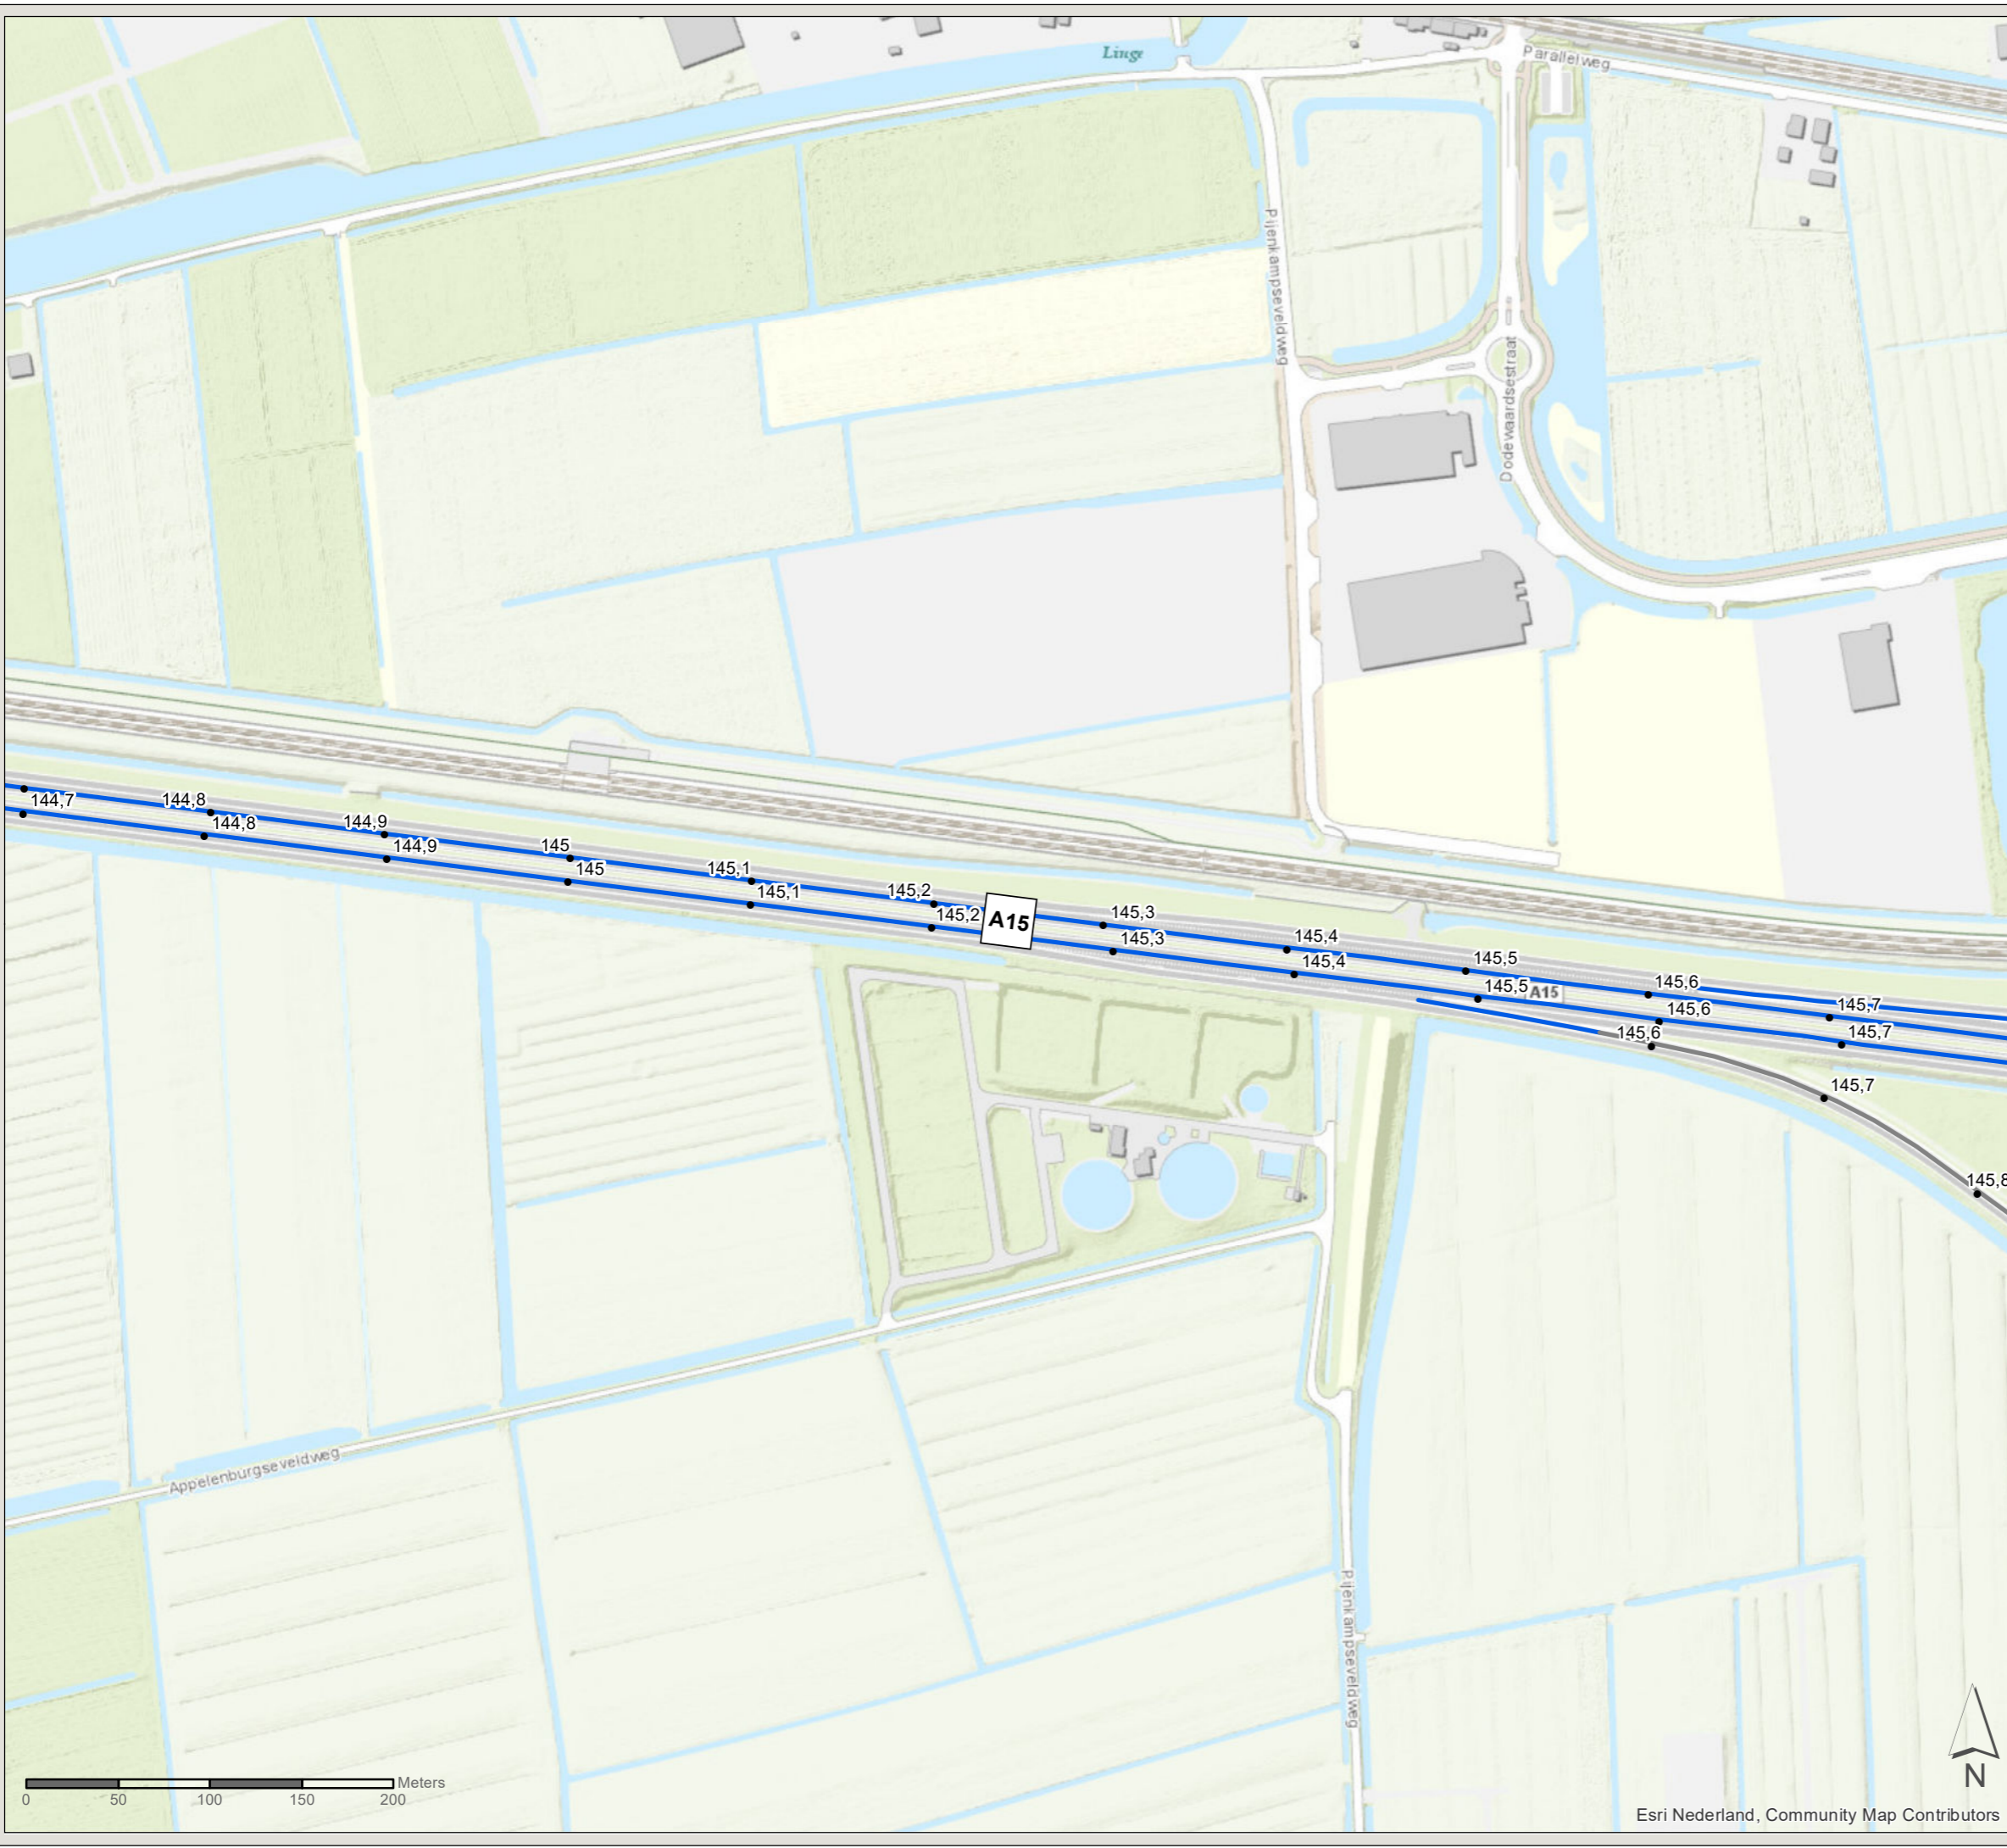 Linge
Parallelweg
Pijenkampseveldweg
Dodewaardsestraat
144,7
144,8
144,8
144,9
144,9
145
145
145,1
145,1
145,2
145,2
A15
145,3
145,3
145,4
145,4
145,5
145,5
A15
145,6
145,6
145,6
145,7
145,7
145,7
145,8
Appelenburgseveldweg
Pijenkampseveldweg
Meters
0 50 100 150 200
N
Esri Nederland, Community Map Contributors